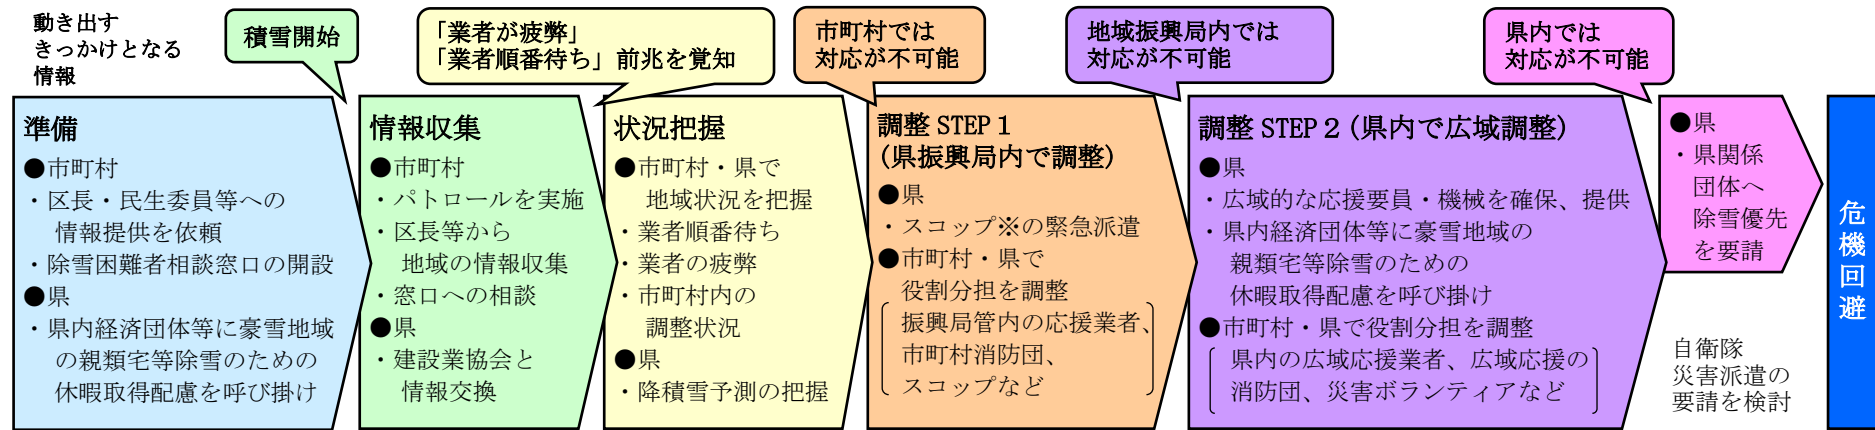 動き出す
きっかけとなる
情報
積雪開始
「業者が疲弊」
「業者順番待ち」前兆を覚知
市町村では
対応が不可能
地域振興局内では
対応が不可能
県内では
対応が不可能
準備
●市町村
・区長・民生委員等への
情報提供を依頼
・除雪困難者相談窓口の開設
●県
・県内経済団体等に豪雪地域
の親類宅等除雪のための
休暇取得配慮を呼び掛け
情報収集
●市町村
・パトロールを実施
・区長等から
地域の情報収集
・窓口への相談
●県
・建設業協会と
情報交換
状況把握
●市町村・県で
地域状況を把握
・業者順番待ち
・業者の疲弊
・市町村内の
調整状況
●県
・降積雪予測の把握
調整 STEP１
(県振興局内で調整)
●県
・スコップ※の緊急派遣
●市町村・県で
役割分担を調整
振興局管内の応援業者、
市町村消防団、
スコップなど
調整 STEP２(県内で広域調整)
●県
・広域的な応援要員・機械を確保、提供
・県内経済団体等に豪雪地域の
親類宅等除雪のための
休暇取得配慮を呼び掛け
●市町村・県で役割分担を調整
県内の広域応援業者、広域応援の
消防団、災害ボランティアなど
●県
・県関係
団体へ
除雪優先
を要請
自衛隊
災害派遣の
要請を検討
危機回避